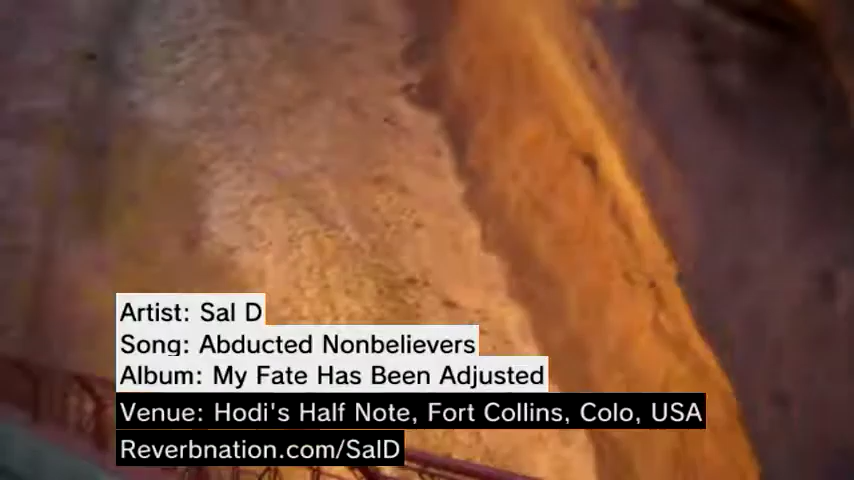 Artist: Sal D
Song: Abducted Nonbelievers
Album: My Fate Has Been Adjusted
Venue: Hodi's Half Note, Fort Collins, Colo, USA
Reverbnation.com/SalD